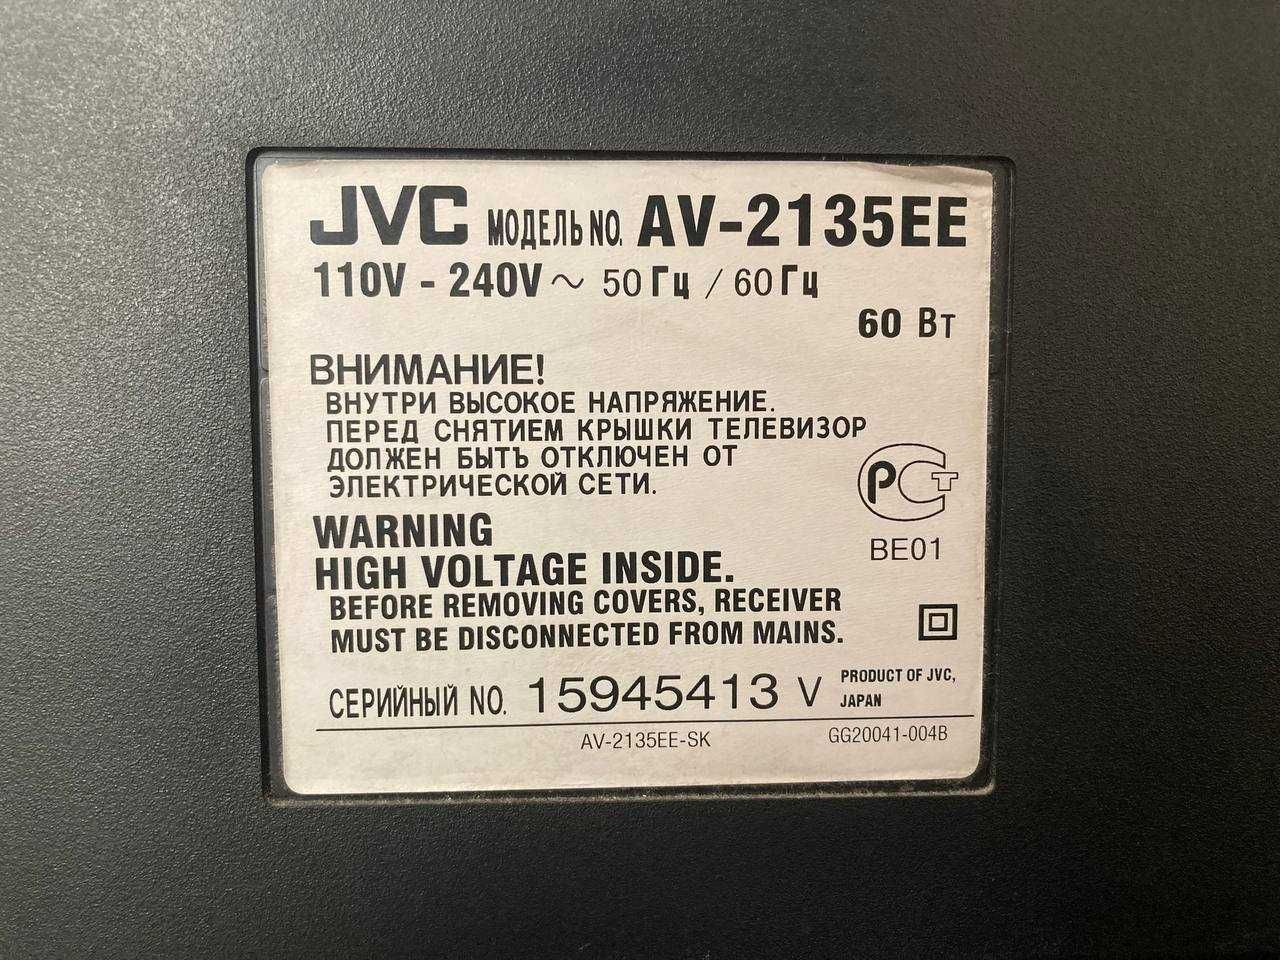 JVC МОДЕЛЬ NO. AV-2135EE
110V - 240V ~ 50 Гц / 60 Гц
60 Вт
ВНИМАНИЕ!
ВНУТРИ ВЫСОКОЕ НАПРЯЖЕНИЕ.
ПЕРЕД СНЯТИЕМ КРЫШКИ ТЕЛЕВИЗОР
ДОЛЖЕН БЫТЬ ОТКЛЮЧЕН ОТ
ЭЛЕКТРИЧЕСКОЙ СЕТИ.
РСТ
BE01
WARNING
HIGH VOLTAGE INSIDE.
BEFORE REMOVING COVERS, RECEIVER
MUST BE DISCONNECTED FROM MAINS.
СЕРИЙНЫЙ NO. 15945413 V
PRODUCT OF JVC,
JAPAN
AV-2135EE-SK
GG20041-004B